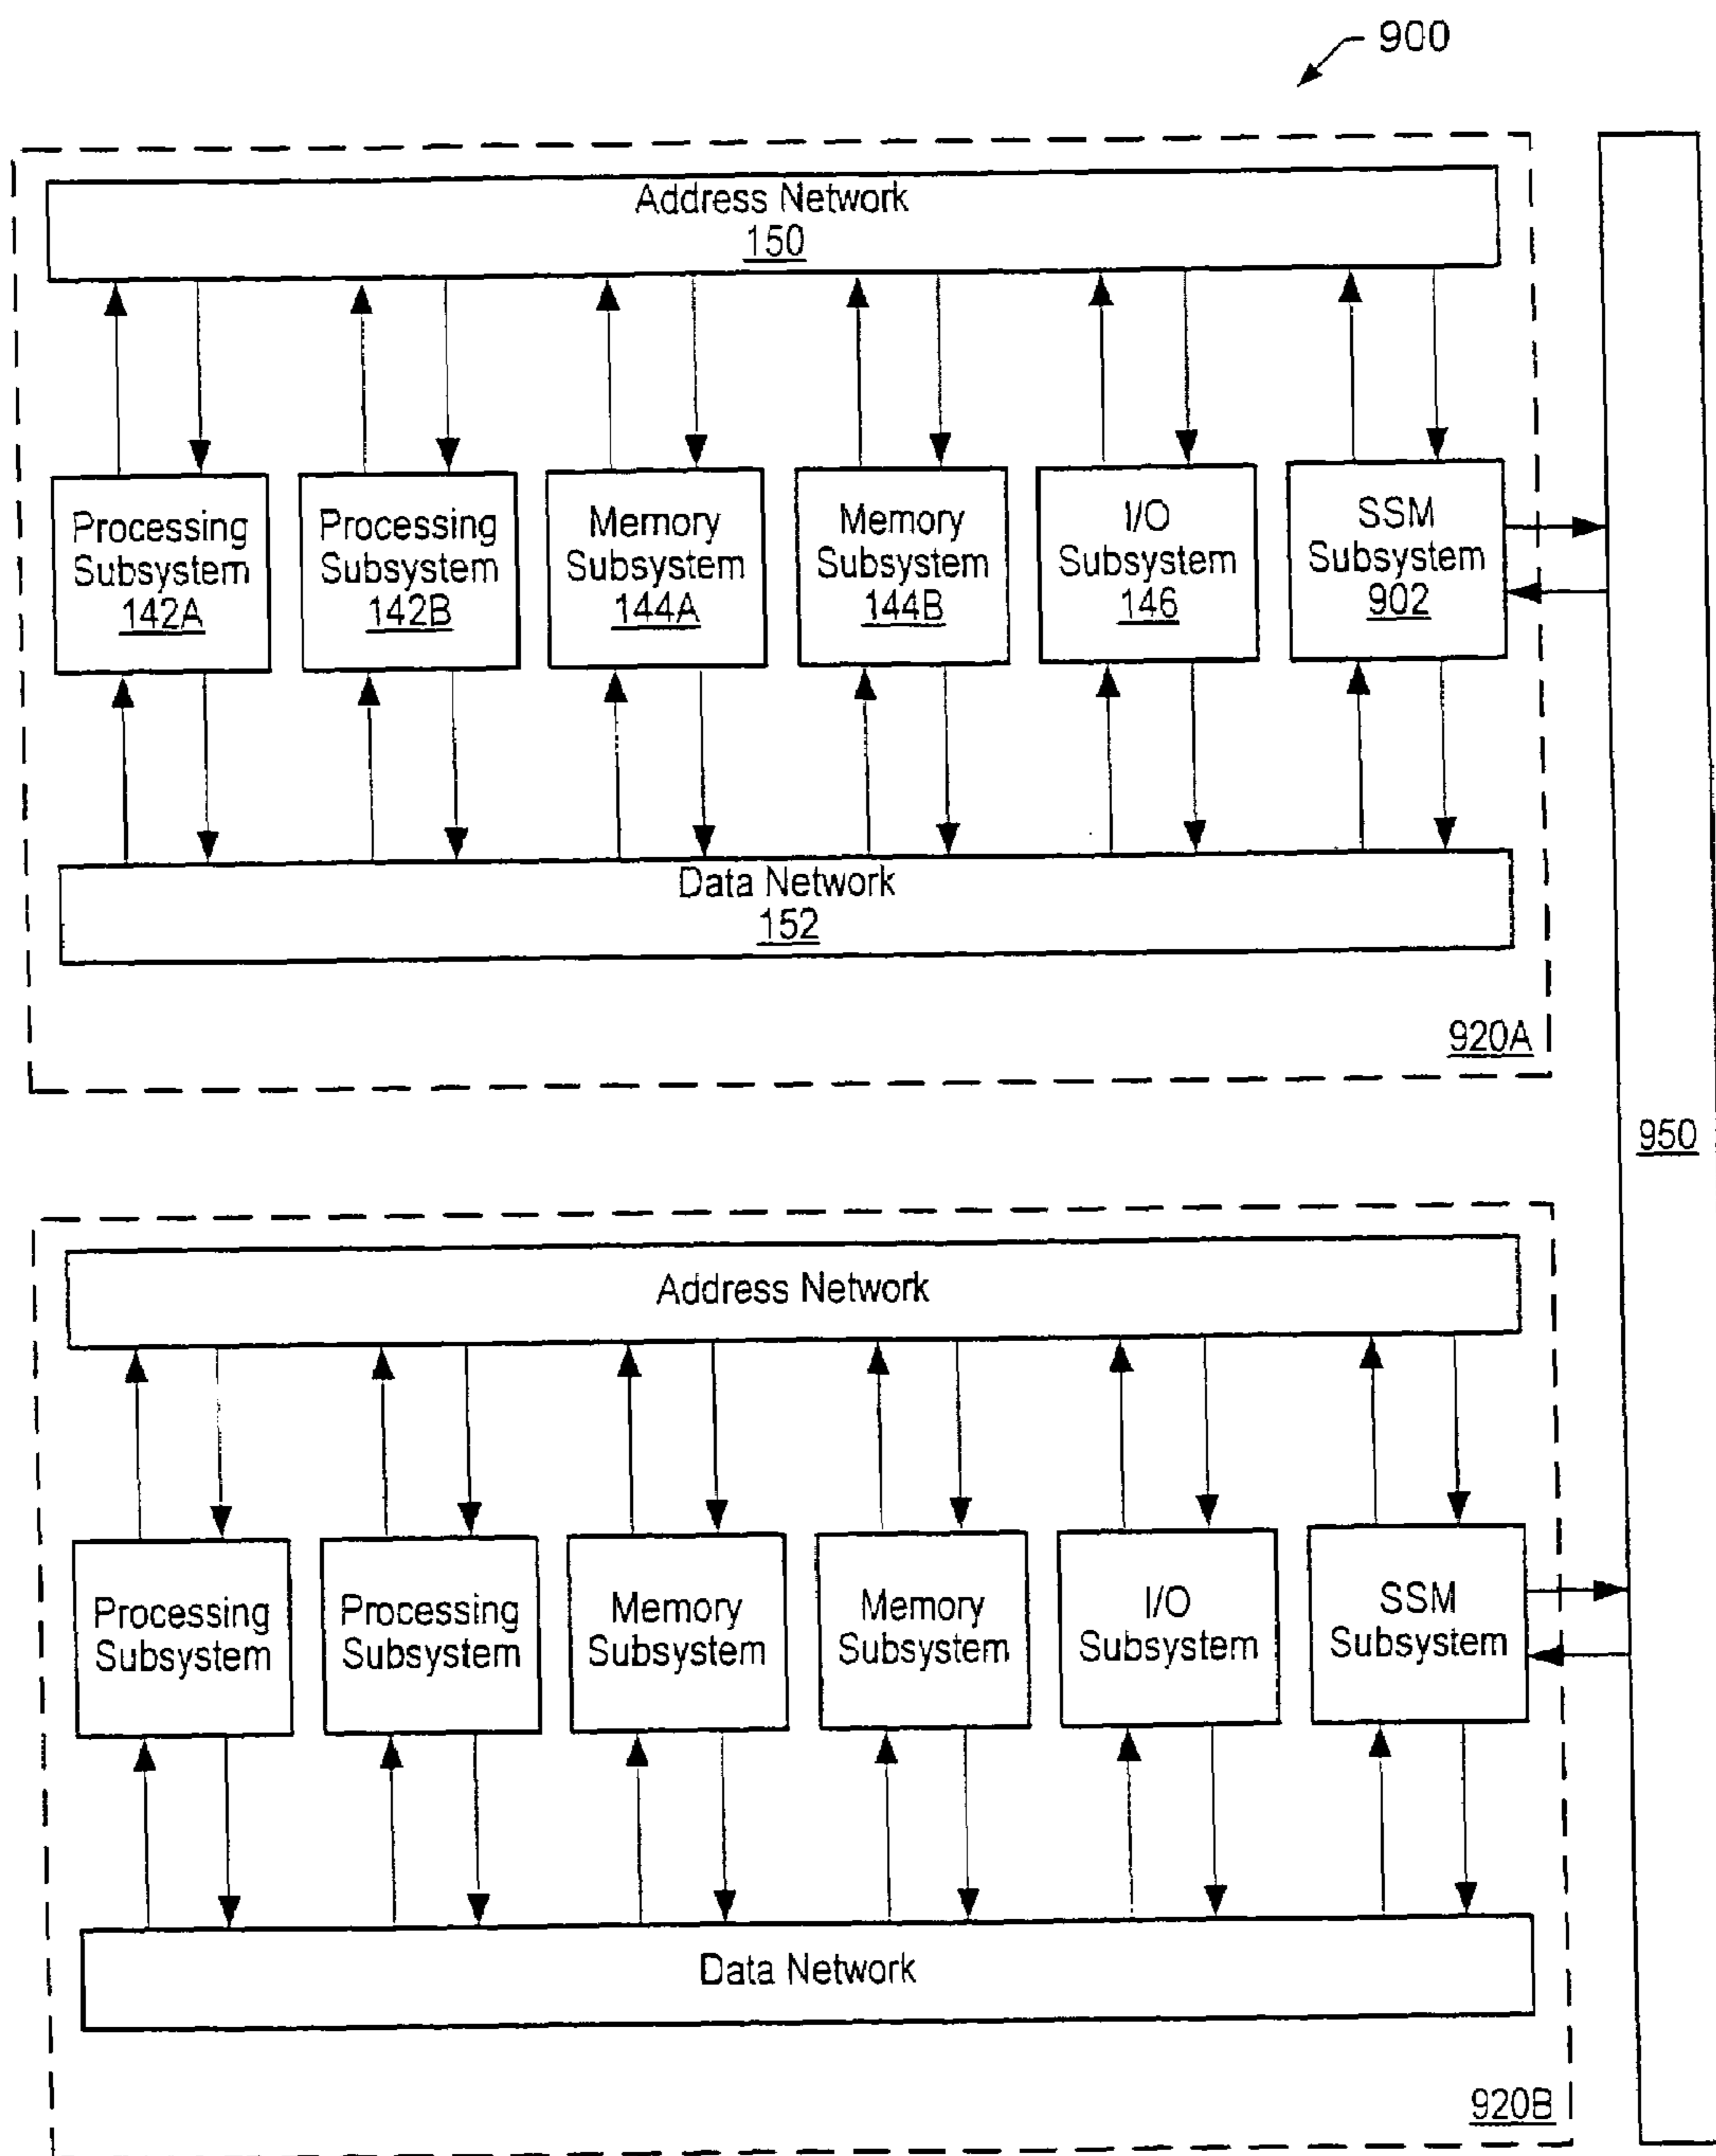 900
Address Network
150
Processing
Subsystem
142A
Processing
Subsystem
142B
Memory
Subsystem
144A
Memory
Subsystem
144B
I/O
Subsystem
146
SSM
Subsystem
902
Data Network
152
920A
950
Address Network
Processing
Subsystem
Processing
Subsystem
Memory
Subsystem
Memory
Subsystem
I/O
Subsystem
SSM
Subsystem
Data Network
920B